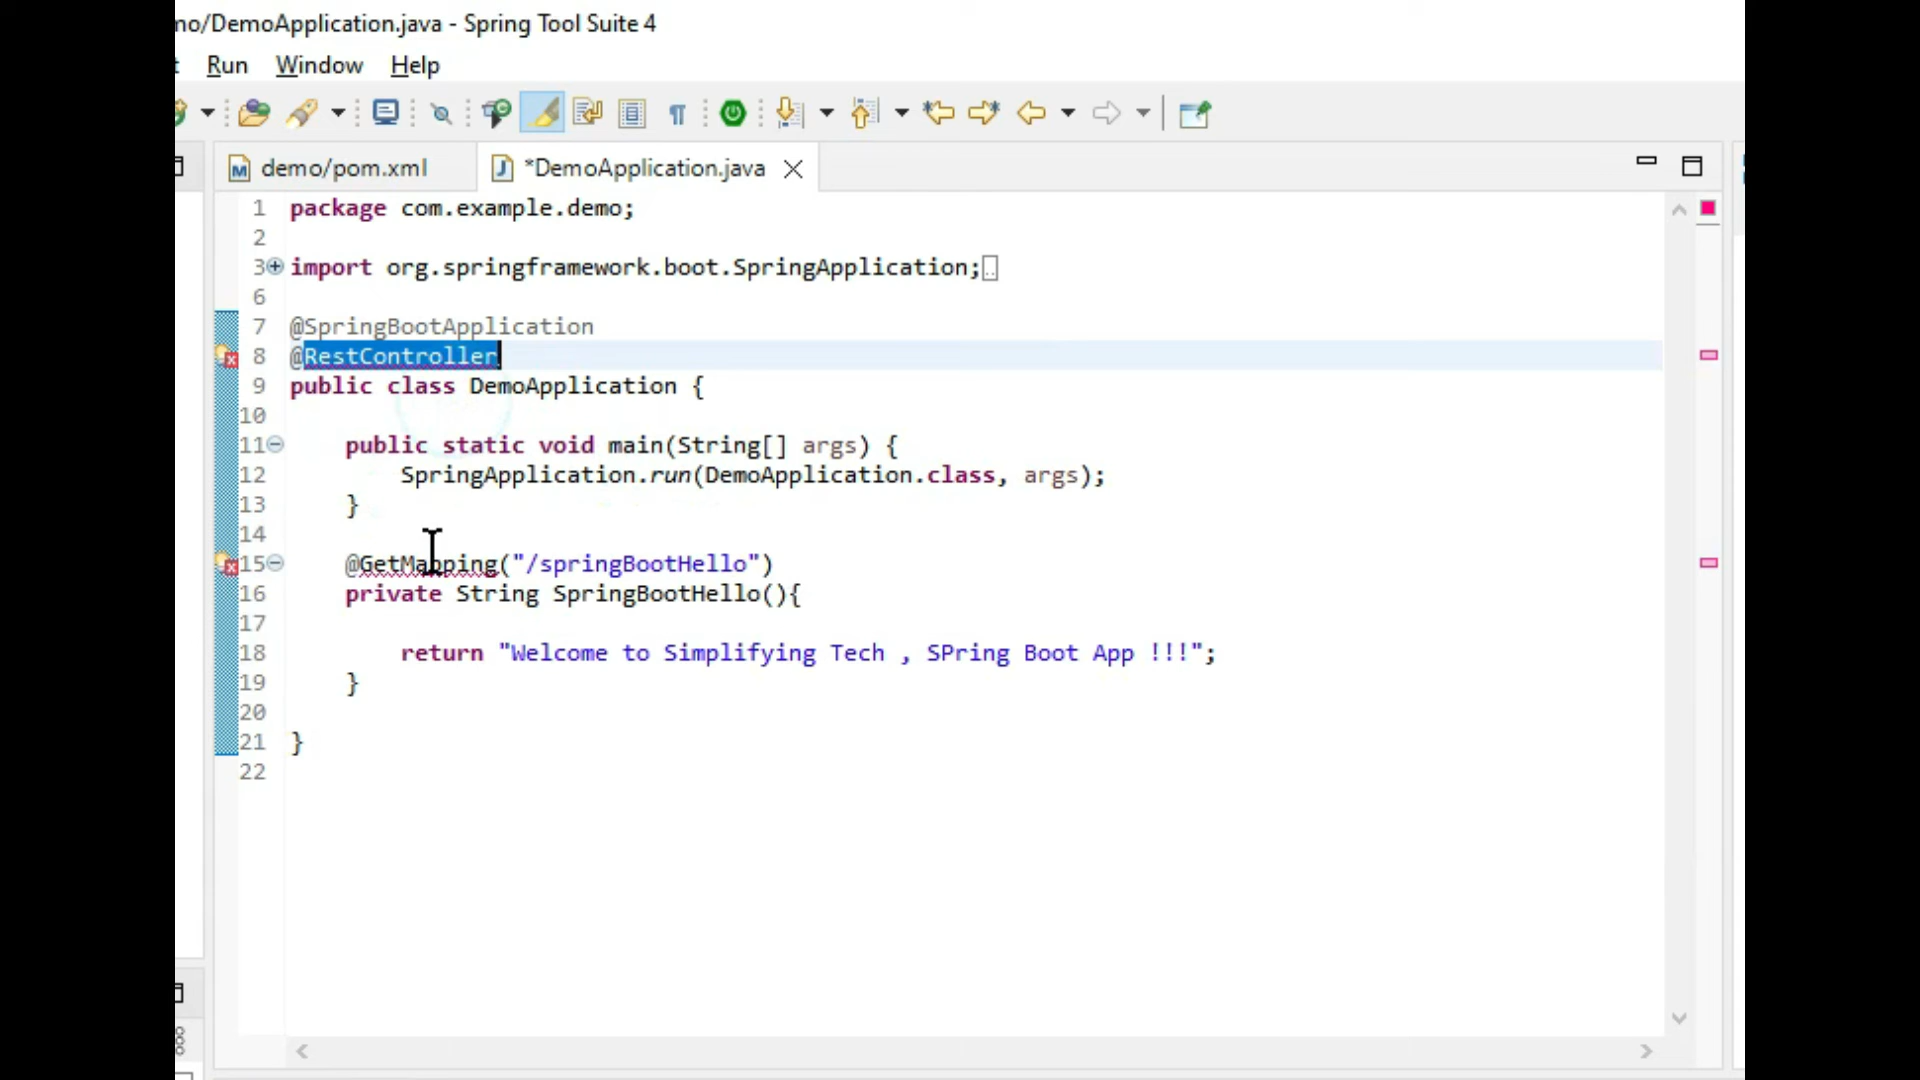 no/DemoApplication.java - Spring Tool Suite 4
t Run Window Help
demo/pom.xml *DemoApplication.java
1 package com.example.demo;
2
3 import org.springframework.boot.SpringApplication;
6
7 @SpringBootApplication
8 @RestController
9 public class DemoApplication {
10
11 public static void main(String[] args) {
12 SpringApplication.run(DemoApplication.class, args);
13 }
14
15 @GetMapping("/springBootHello")
16 private String SpringBootHello(){
17
18 return "Welcome to Simplifying Tech , SPring Boot App !!!";
19 }
20
21 }
22